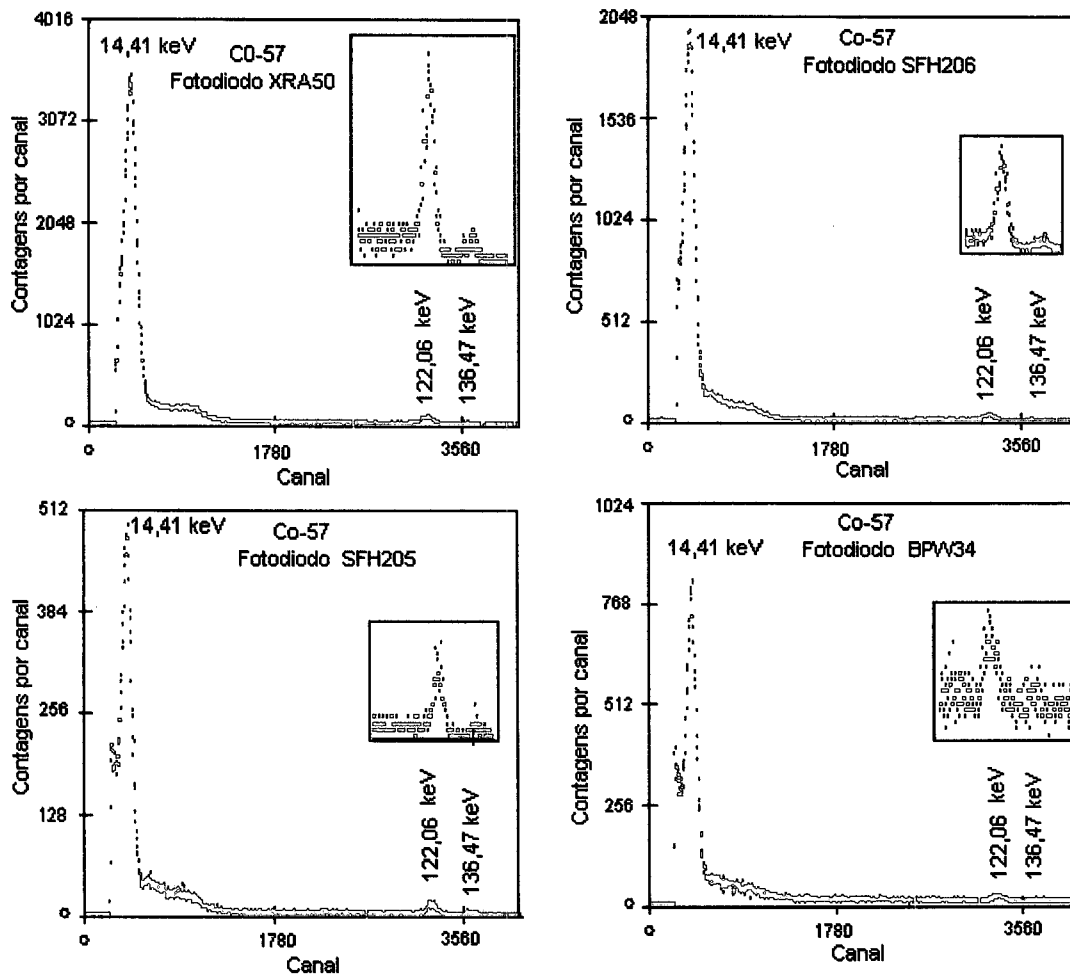 4016
3072
2048
1024
0
Contagens por canal
14,41 keV
C0-57
Fotodiodo XRA50
122,06 keV
136,47 keV
0
1780
3560
Canal
2048
1536
1024
512
0
Contagens por canal
14,41 keV
Co-57
Fotodiodo SFH206
122,06 keV
136,47 keV
0
1780
3560
Canal
512
384
256
128
0
Contagens por canal
14,41 keV
Co-57
Fotodiodo SFH205
122,06 keV
136,47 keV
0
1780
3560
Canal
1024
768
512
256
0
Contagens por canal
14,41 keV
Co-57
Fotodiodo BPW34
122,06 keV
136,47 keV
0
1780
3560
Canal